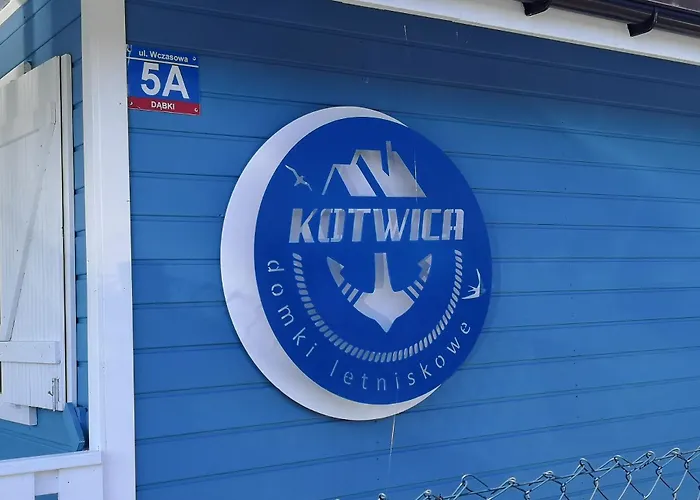 ul. Wczasowa
5A
DĄBKI
KOTWICA
domki letniskowe